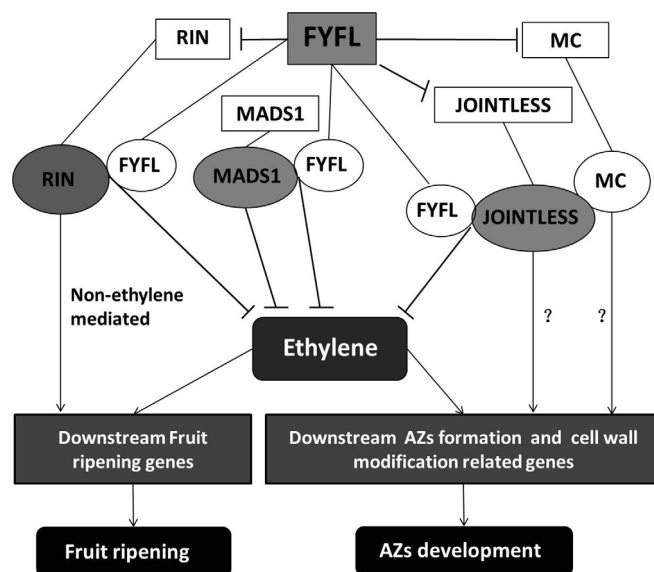 RIN
FYFL
MC
MADS1
JOINTLESS
RIN
FYFL
MADS1
FYFL
FYFL
JOINTLESS
MC
Non-ethylene
mediated
?
?
Ethylene
Downstream Fruit
ripening genes
Downstream AZs formation and cell wall
modification related genes
Fruit ripening
AZs development